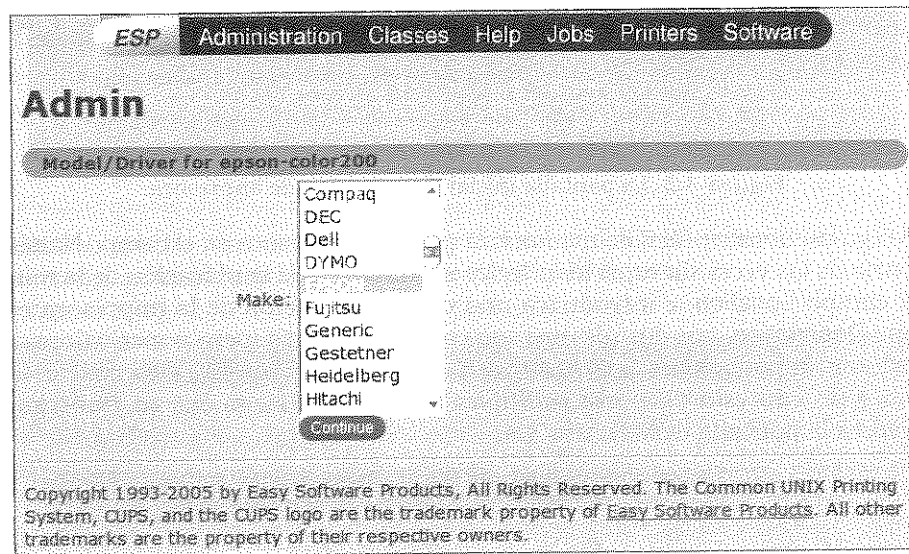 ESP Administration Classes Help Jobs Printers Software
Admin
Model/Driver for epson-color200
Compaq
DEC
Dell
DYMO
Make:
Fujitsu
Generic
Gestetner
Heidelberg
Hitachi
Continue
Copyright 1993-2005 by Easy Software Products, All Rights Reserved. The Common UNIX Printing
System, CUPS, and the CUPS logo are the trademark property of Easy Software Products. All other
trademarks are the property of their respective owners.